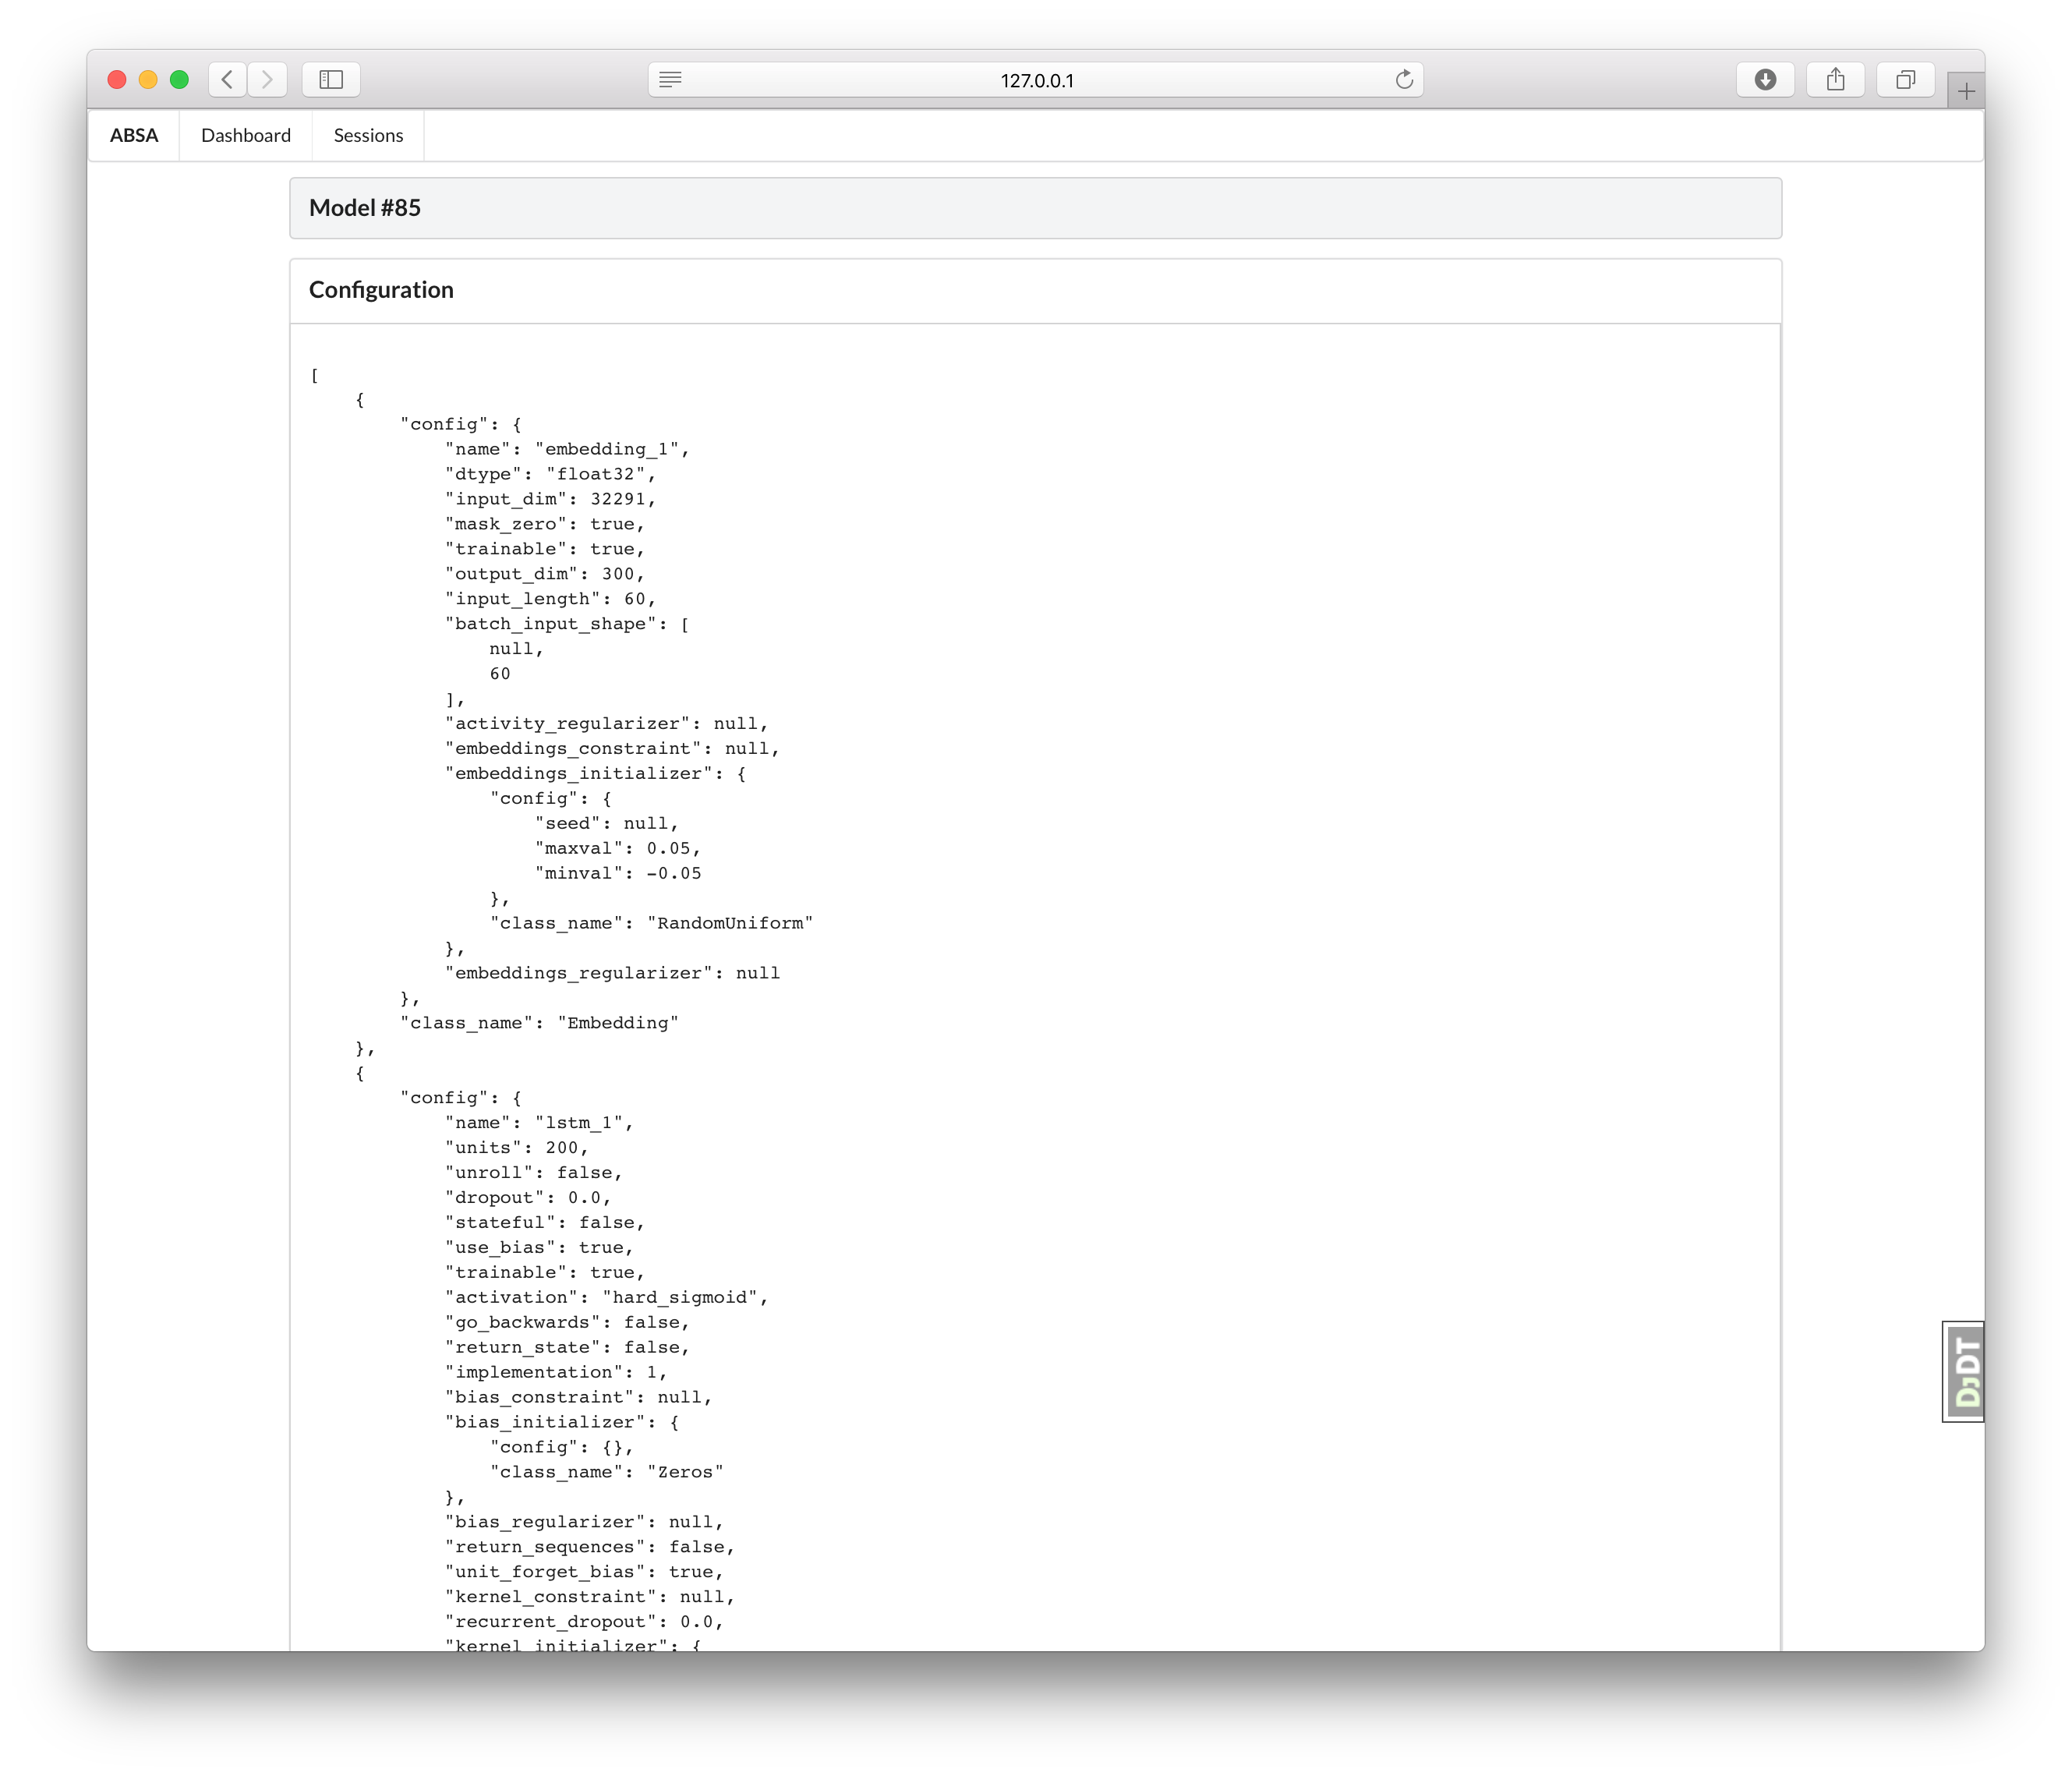 127.0.0.1
ABSA Dashboard Sessions
Model #85
Configuration
[
    {
        "config": {
            "name": "embedding_1",
            "dtype": "float32",
            "input_dim": 32291,
            "mask_zero": true,
            "trainable": true,
            "output_dim": 300,
            "input_length": 60,
            "batch_input_shape": [
                null,
                60
            ],
            "activity_regularizer": null,
            "embeddings_constraint": null,
            "embeddings_initializer": {
                "config": {
                    "seed": null,
                    "maxval": 0.05,
                    "minval": -0.05
                },
                "class_name": "RandomUniform"
            },
            "embeddings_regularizer": null
        },
        "class_name": "Embedding"
    },
    {
        "config": {
            "name": "lstm_1",
            "units": 200,
            "unroll": false,
            "dropout": 0.0,
            "stateful": false,
            "use_bias": true,
            "trainable": true,
            "activation": "hard_sigmoid",
            "go_backwards": false,
            "return_state": false,
            "implementation": 1,
            "bias_constraint": null,
            "bias_initializer": {
                "config": {},
                "class_name": "Zeros"
            },
            "bias_regularizer": null,
            "return_sequences": false,
            "unit_forget_bias": true,
            "kernel_constraint": null,
            "recurrent_dropout": 0.0,
            "kernel_initializer": {
DJDT